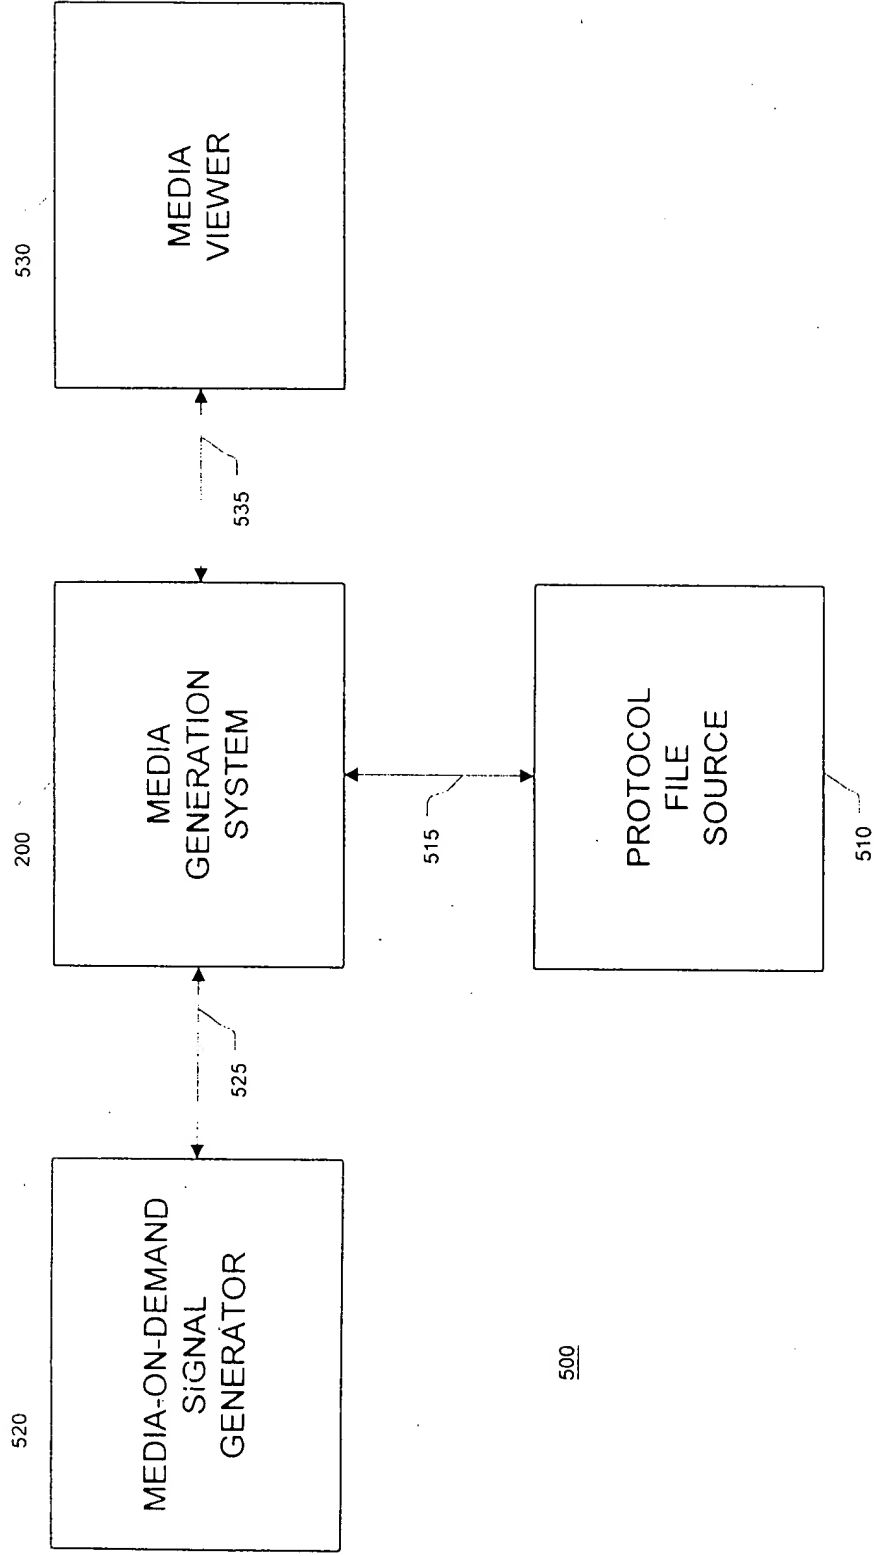 520
MEDIA-ON-DEMAND
SIGNAL
GENERATOR
525
200
MEDIA
GENERATION
SYSTEM
535
530
MEDIA
VIEWER
515
PROTOCOL
FILE
SOURCE
510
500